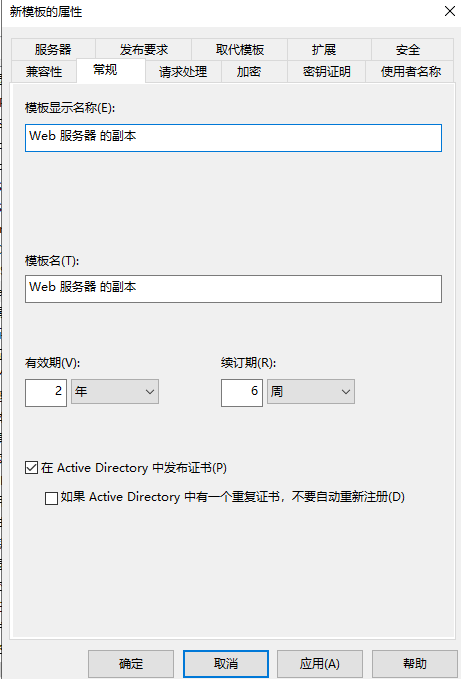 新模板的属性
服务器 发布要求 取代模板 扩展 安全
兼容性 常规 请求处理 加密 密钥证明 使用者名称
模板显示名称(E):
Web 服务器 的副本
模板名(T):
Web 服务器 的副本
有效期(V): 续订期(R):
2 年 6 周
在 Active Directory 中发布证书(P)
如果 Active Directory 中有一个重复证书，不要自动重新注册(D)
确定 取消 应用(A) 帮助